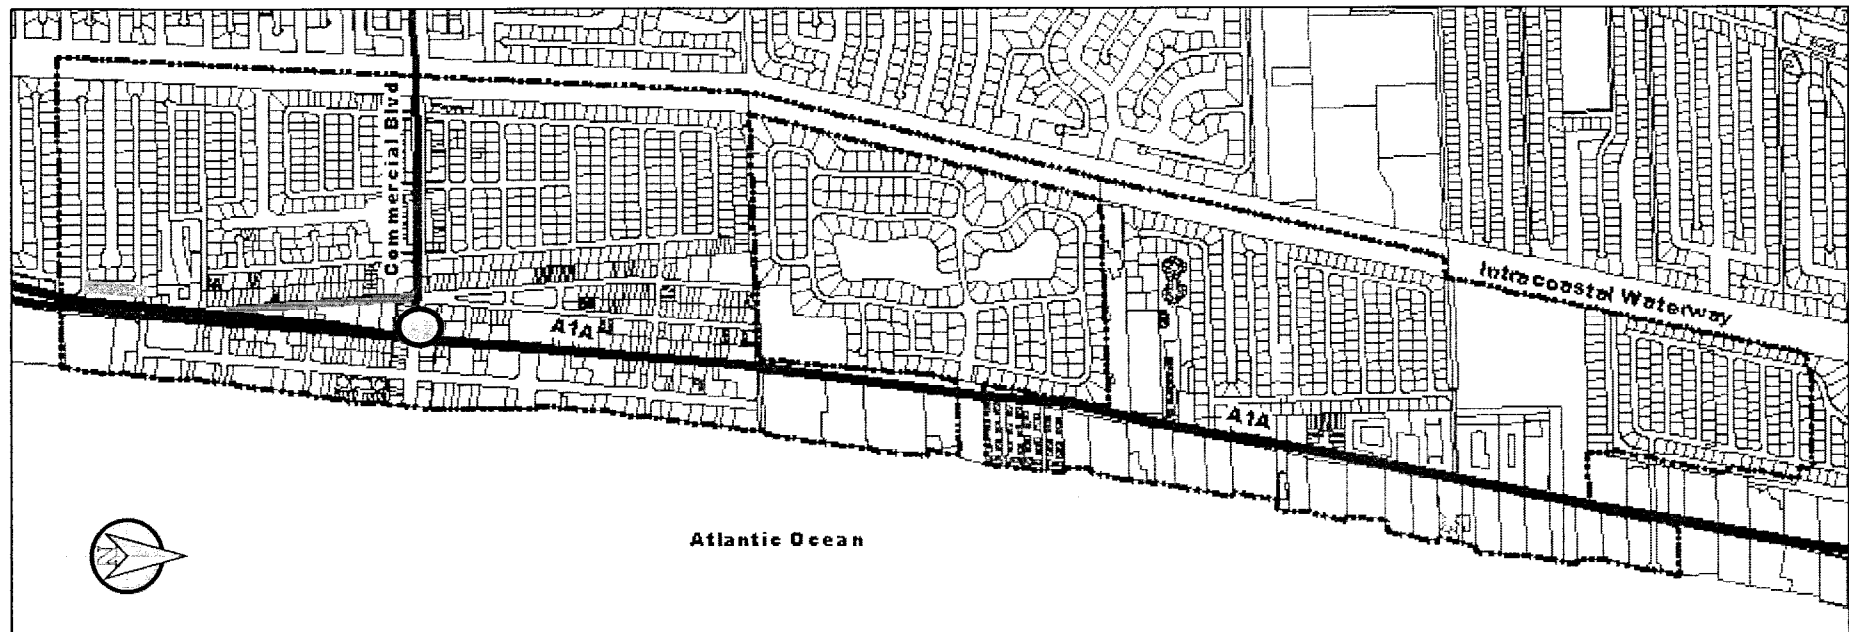 Commercial Blvd
Intracoastal Waterway
A1A
A1A
Atlantic Ocean
N